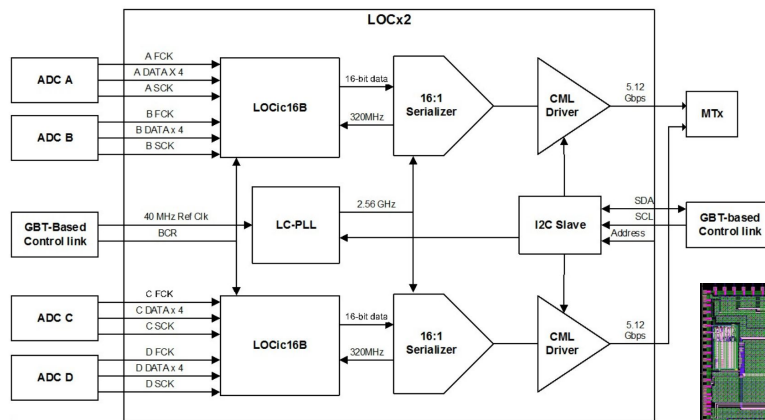 LOCx2
ADC A
A FCK
A DATA X 4
A SCK
ADC B
B FCK
B DATA x 4
B SCK
LOCic16B
16-bit data
320MHz
16:1
Serializer
CML
Driver
5.12
Gbps
MTx
GBT-Based
Control link
40 MHz Ref Clk
BCR
LC-PLL
2.56 GHz
I2C Slave
SDA
SCL
Address
GBT-based
Control link
ADC C
C FCK
C DATA x 4
C SCK
ADC D
D FCK
D DATA x 4
D SCK
LOCic16B
16-bit data
320MHz
16:1
Serializer
CML
Driver
5.12
Gbps